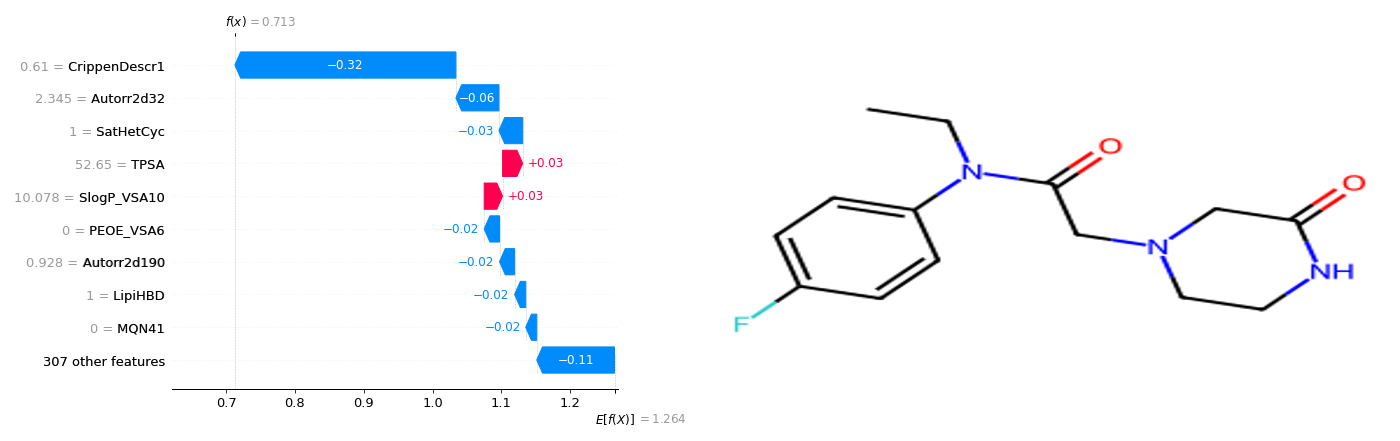 f(x) = 0.713
0.61 = CrippenDescr1
−0.32
2.345 = Autorr2d32
−0.06
1 = SatHetCyc
−0.03
52.65 = TPSA
+0.03
10.078 = SlogP_VSA10
+0.03
0 = PEOE_VSA6
−0.02
0.928 = Autorr2d190
−0.02
1 = LipiHBD
−0.02
0 = MQN41
−0.02
307 other features
−0.11
0.7 0.8 0.9 1.0 1.1 1.2
E[f(X)] = 1.264
O
N
O
N
NH
F